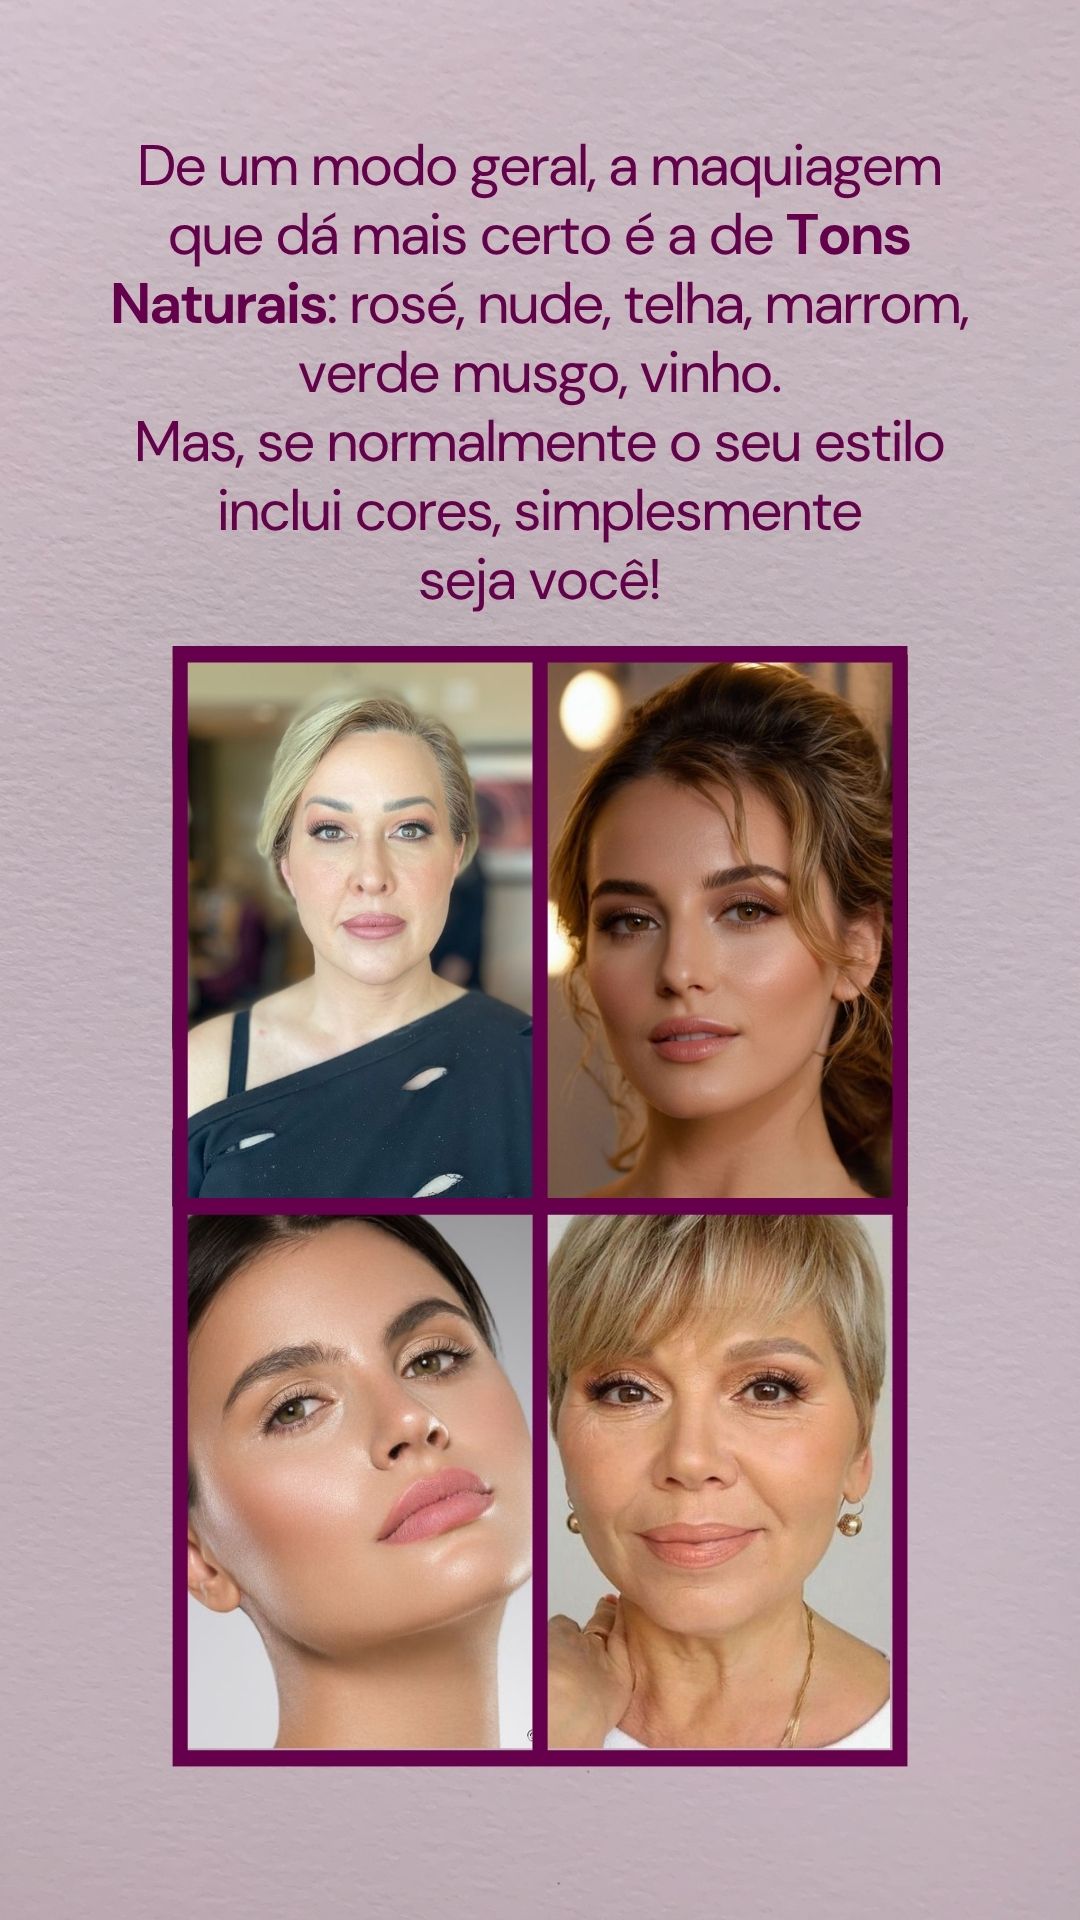 De um modo geral, a maquiagem
que dá mais certo é a de Tons
Naturais: rosé, nude, telha, marrom,
verde musgo, vinho.
Mas, se normalmente o seu estilo
inclui cores, simplesmente
seja você!